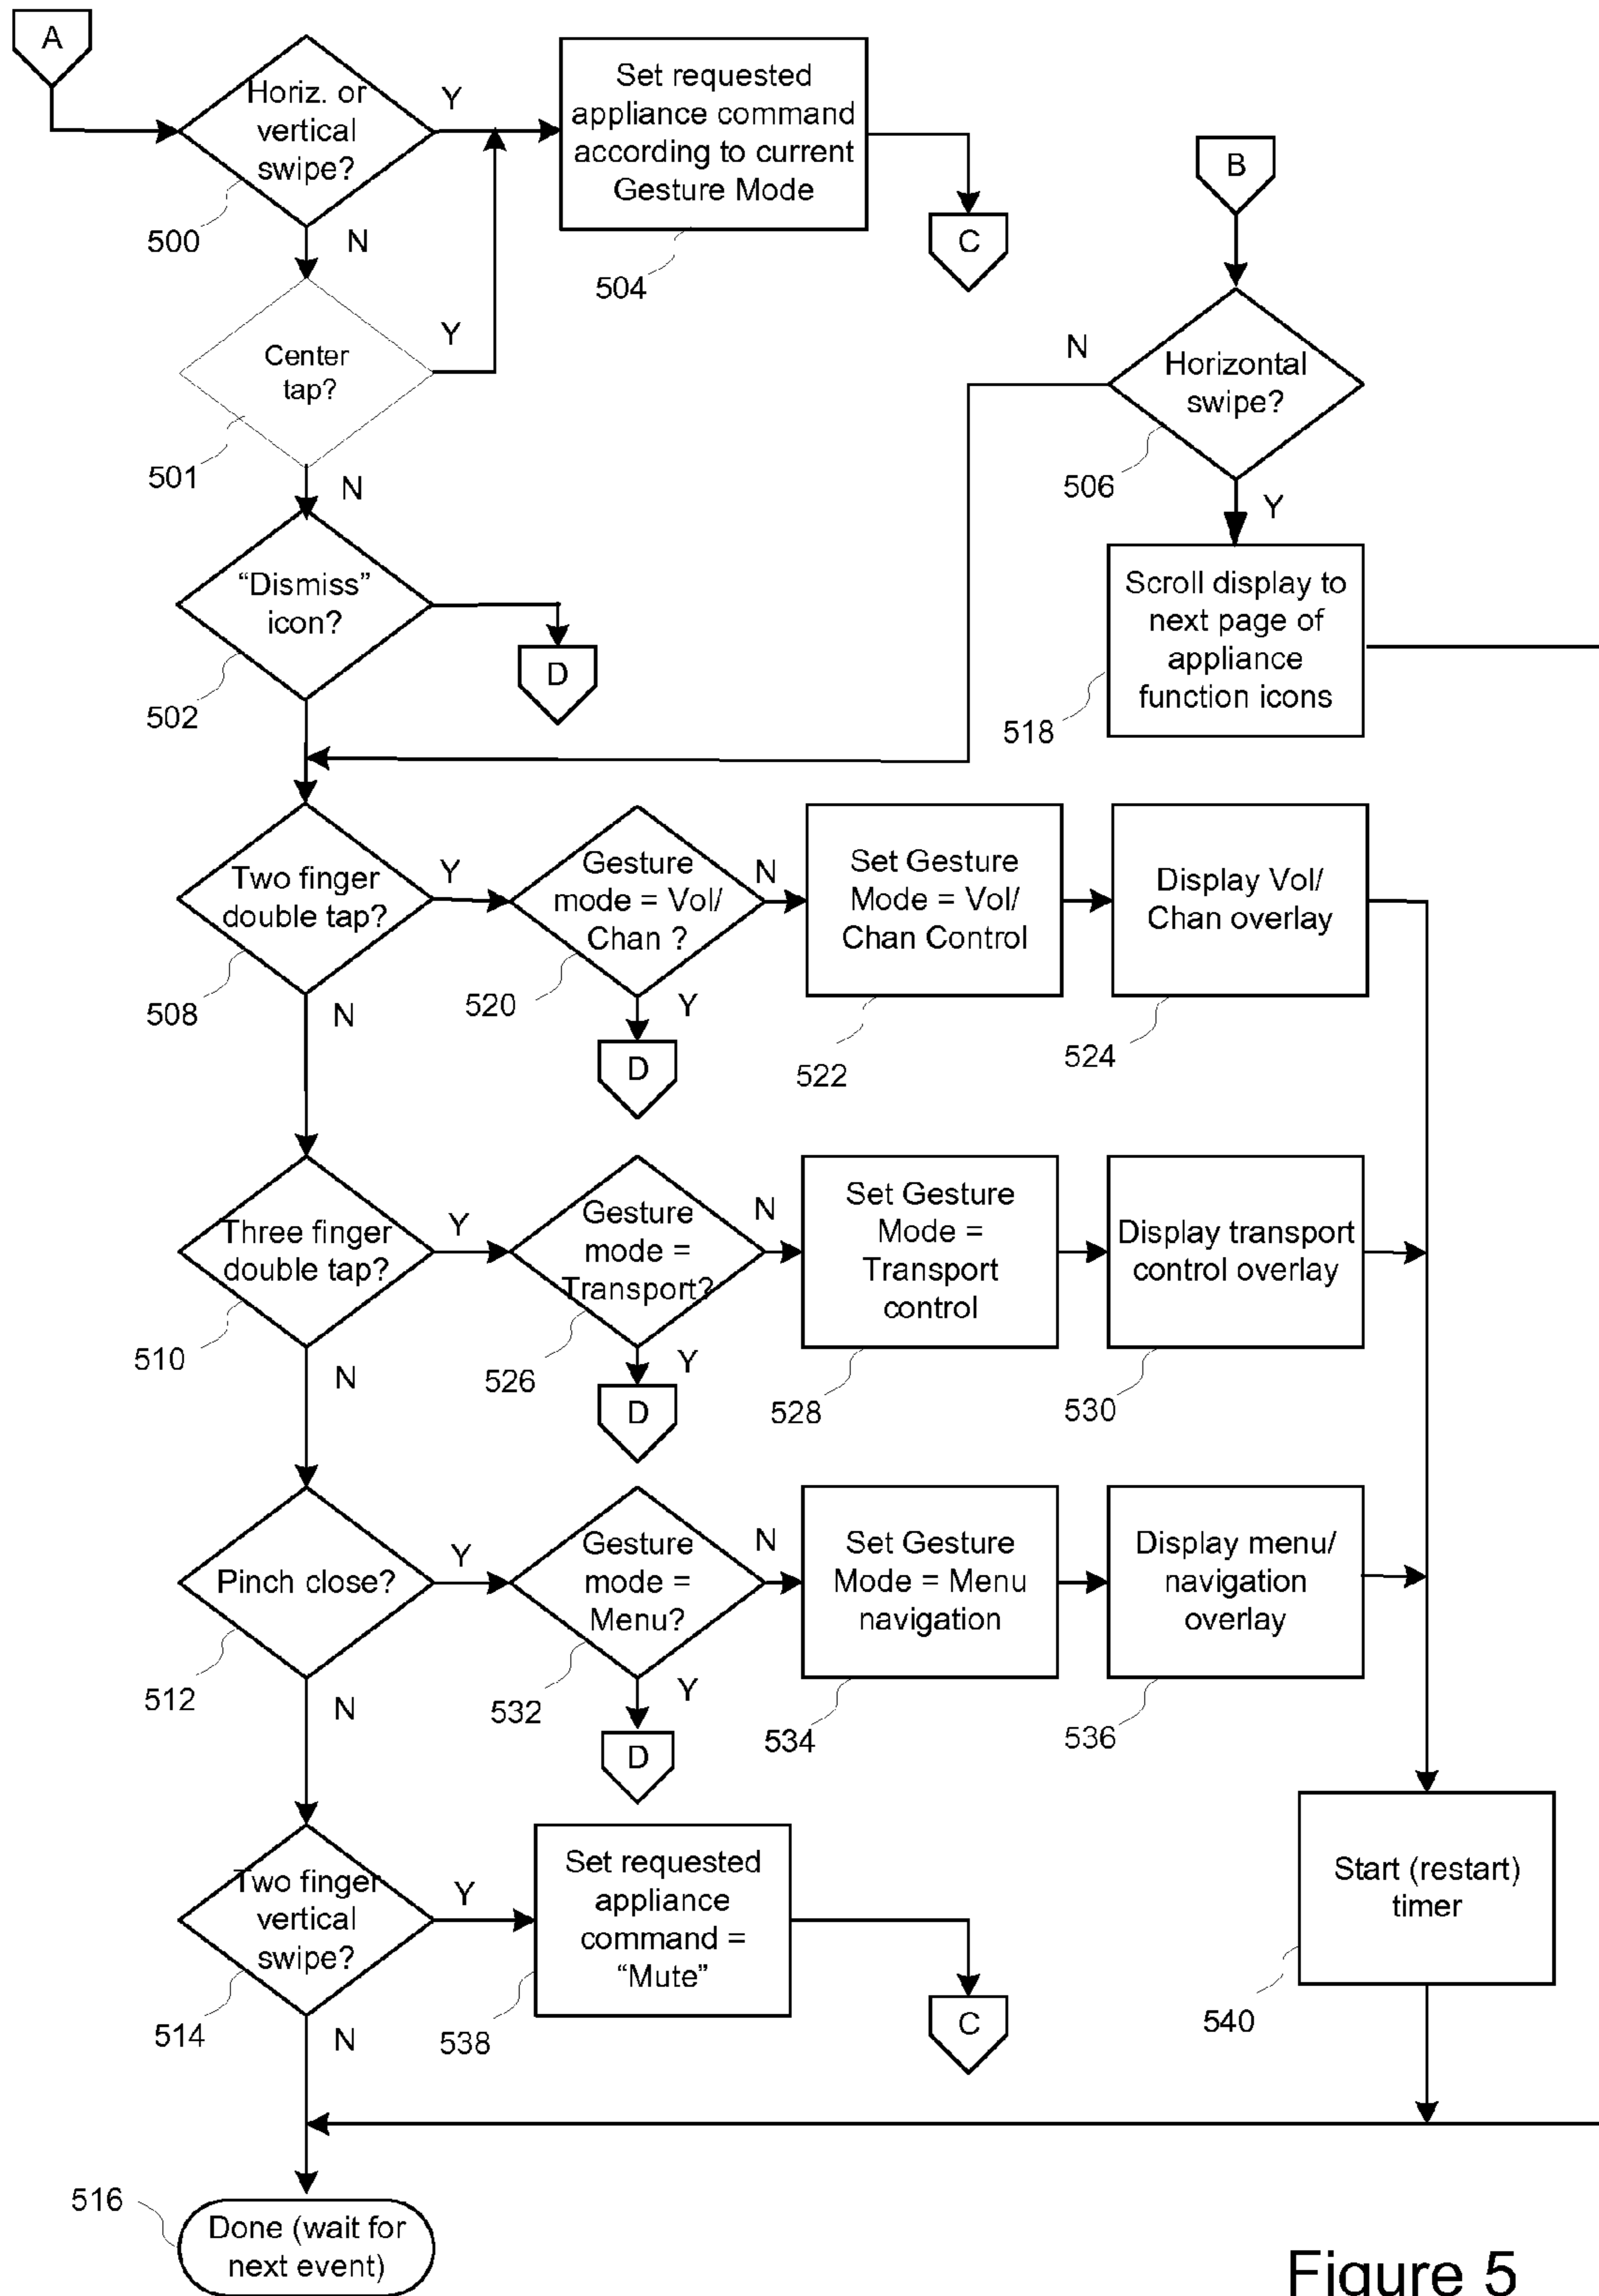 A
Horiz. or
vertical
swipe?
Y
N
500
Set requested
appliance command
according to current
Gesture Mode
504
C
B
Center
tap?
Y
N
501
Horizontal
swipe?
N
Y
506
"Dismiss"
icon?
502
D
Scroll display to
next page of
appliance
function icons
518
Two finger
double tap?
Y
N
508
Gesture
mode = Vol/
Chan ?
N
Y
520
D
Set Gesture
Mode = Vol/
Chan Control
522
Display Vol/
Chan overlay
524
Three finger
double tap?
Y
N
510
Gesture
mode =
Transport?
N
Y
526
D
Set Gesture
Mode =
Transport
control
528
Display transport
control overlay
530
Pinch close?
Y
N
512
Gesture
mode =
Menu?
N
Y
532
D
Set Gesture
Mode = Menu
navigation
534
Display menu/
navigation
overlay
536
Two finger
vertical
swipe?
Y
N
514
Set requested
appliance
command =
“Mute”
538
C
Start (restart)
timer
540
516
Done (wait for
next event)
Figure 5